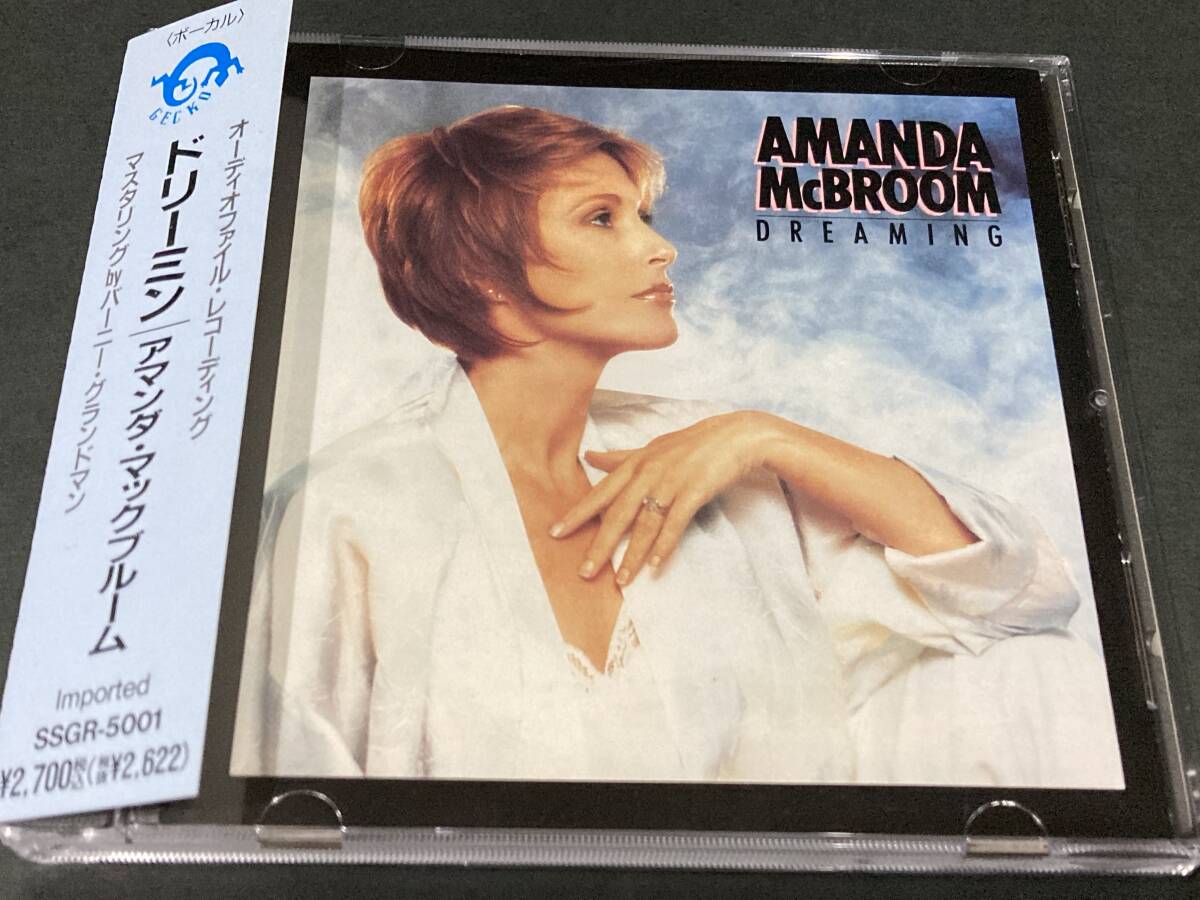 〈ボーカル〉
GECKO
オーディオファイル・レコーディング
ドリーミン/アマンダ・マックブルーム
マスタリングbyバーニー・グランドマン
Imported
SSGR-5001
¥2,700税込(税抜¥2,622)
AMANDA
McBROOM
DREAMING